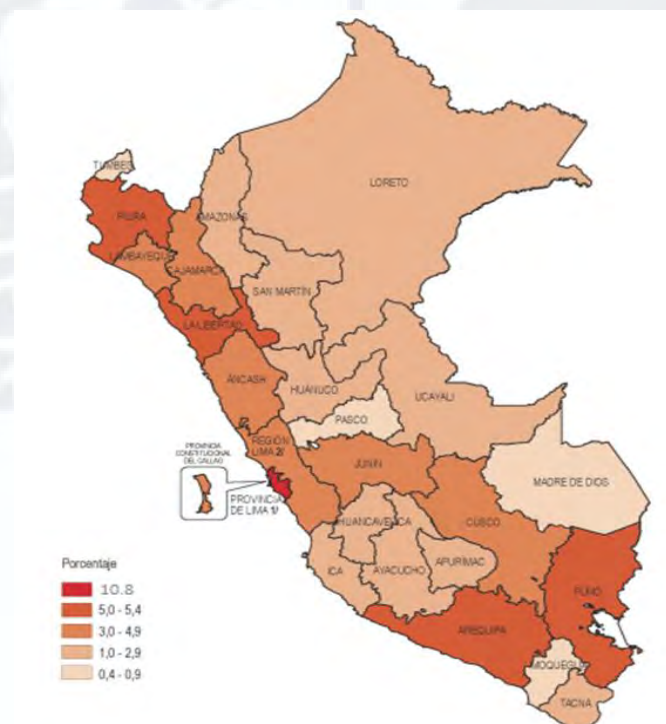 TUMBES
PIURA
LAMBAYEQUE
CAJAMARCA
AMAZONAS
LORETO
SAN MARTÍN
LA LIBERTAD
ÁNCASH
HUÁNUCO
UCAYALI
PASCO
PROVINCIA
CONSTITUCIONAL
DEL CALLAO
REGIÓN
LIMA 2/
JUNÍN
PROVINCIA
DE LIMA 1/
MADRE DE DIOS
HUANCAVELICA
CUSCO
ICA
AYACUCHO
APURÍMAC
PUNO
AREQUIPA
MOQUEGUA
TACNA
Porcentaje
10.8
5,0 - 5,4
3,0 - 4,9
1,0 - 2,9
0,4 - 0,9